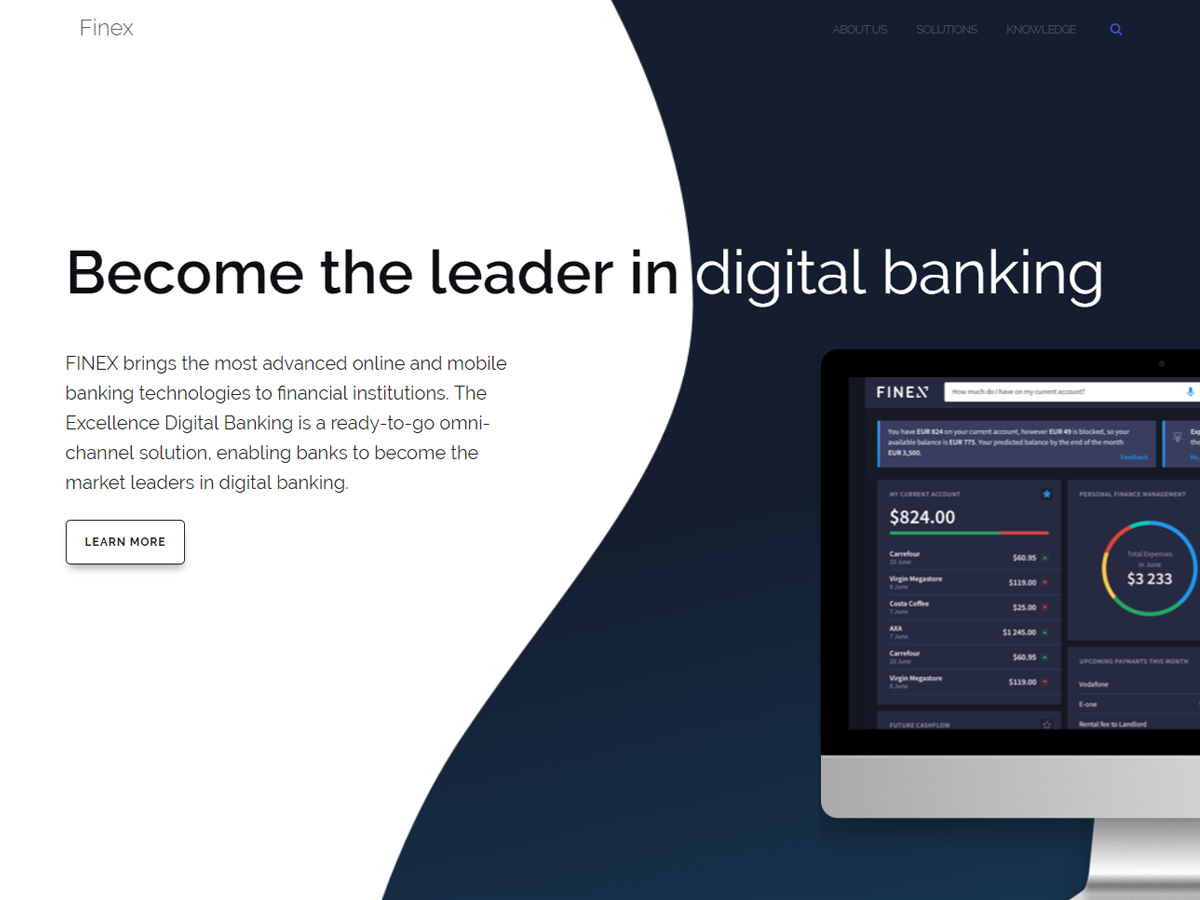 Finex
ABOUT US
SOLUTIONS
KNOWLEDGE
Become the leader in digital banking
FINEX brings the most advanced online and mobile
banking technologies to financial institutions. The
Excellence Digital Banking is a ready-to-go omni-
channel solution, enabling banks to become the
market leaders in digital banking.
LEARN MORE
FINEX
How much do I have on my current account?
You have EUR 824 on your current account, however EUR 49 is blocked, so your
available balance is EUR 775. Your predicted balance by the end of the month
EUR 3,500.
Feedback
MY CURRENT ACCOUNT
$824.00
Carrefour
$60.95
10 June
Virgin Megastore
$119.00
8 June
Costa Coffee
$25.00
7 June
AXA
$1 245.00
7 June
Carrefour
$60.95
10 June
Virgin Megastore
$119.00
8 June
FUTURE CASHFLOW
PERSONAL FINANCE MANAGEMENT
Total Expenses
in June
$3 233
UPCOMING PAYMANTS THIS MONTH
Vodafone
E-one
Rental fee to Landlord